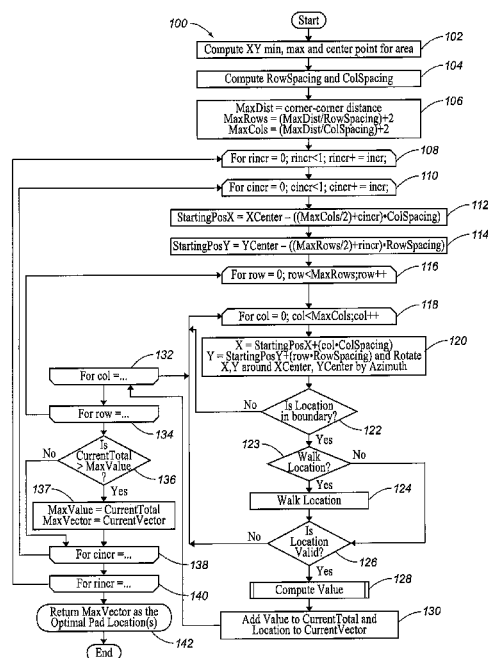 Start
100
Compute XY min, max and center point for area
102
Compute RowSpacing and ColSpacing
104
MaxDist = corner-corner distance
MaxRows = (MaxDist/RowSpacing)+2
MaxCols = (MaxDist/ColSpacing)+2
106
For rincr = 0; rincr<1; rincr+ = incr;
108
For cincr = 0; cincr<1; cincr+ = incr;
110
StartingPosX = XCenter – ((MaxCols/2)+cincr)•ColSpacing)
112
StartingPosY = YCenter – ((MaxRows/2)+rincr)•RowSpacing)
114
For row = 0; row<MaxRows;row++
116
For col = 0; col<MaxCols;col++
118
X = StartingPosX+(col•ColSpacing)
Y = StartingPosY+(row•RowSpacing) and Rotate
X,Y around XCenter, YCenter by Azimuth
120
Is Location
in boundary?
122
No
Yes
Walk
Location?
123
No
Yes
Walk Location
124
Is
Location
Valid?
126
No
Yes
Compute Value
128
Add Value to CurrentTotal and
Location to CurrentVector
130
For col =...
132
For row =...
134
Is
CurrentTotal
> MaxValue
?
136
No
Yes
137
MaxValue = CurrentTotal
MaxVector = CurrentVector
For cincr =...
138
For rincr =...
140
Return MaxVector as the
Optimal Pad Location(s)
142
End